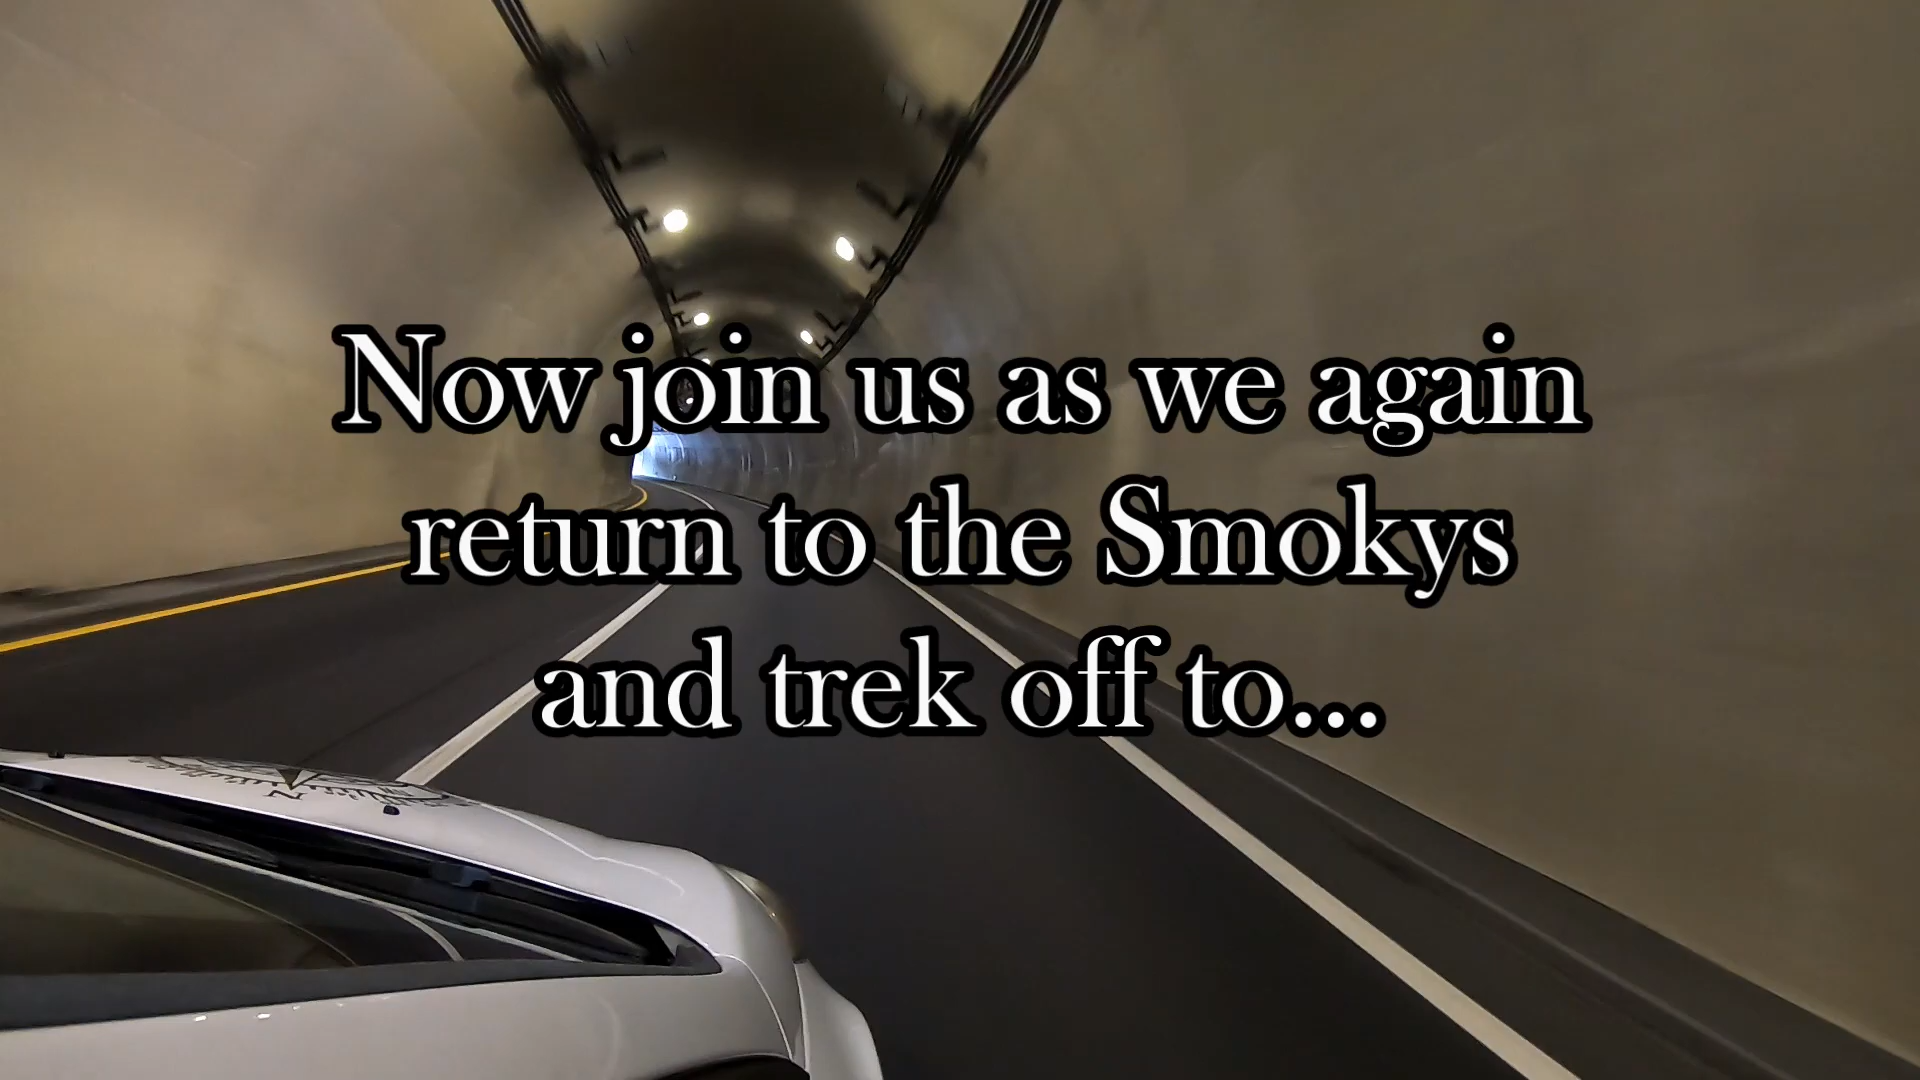 Now join us as we again
return to the Smokys
and trek off to...
N